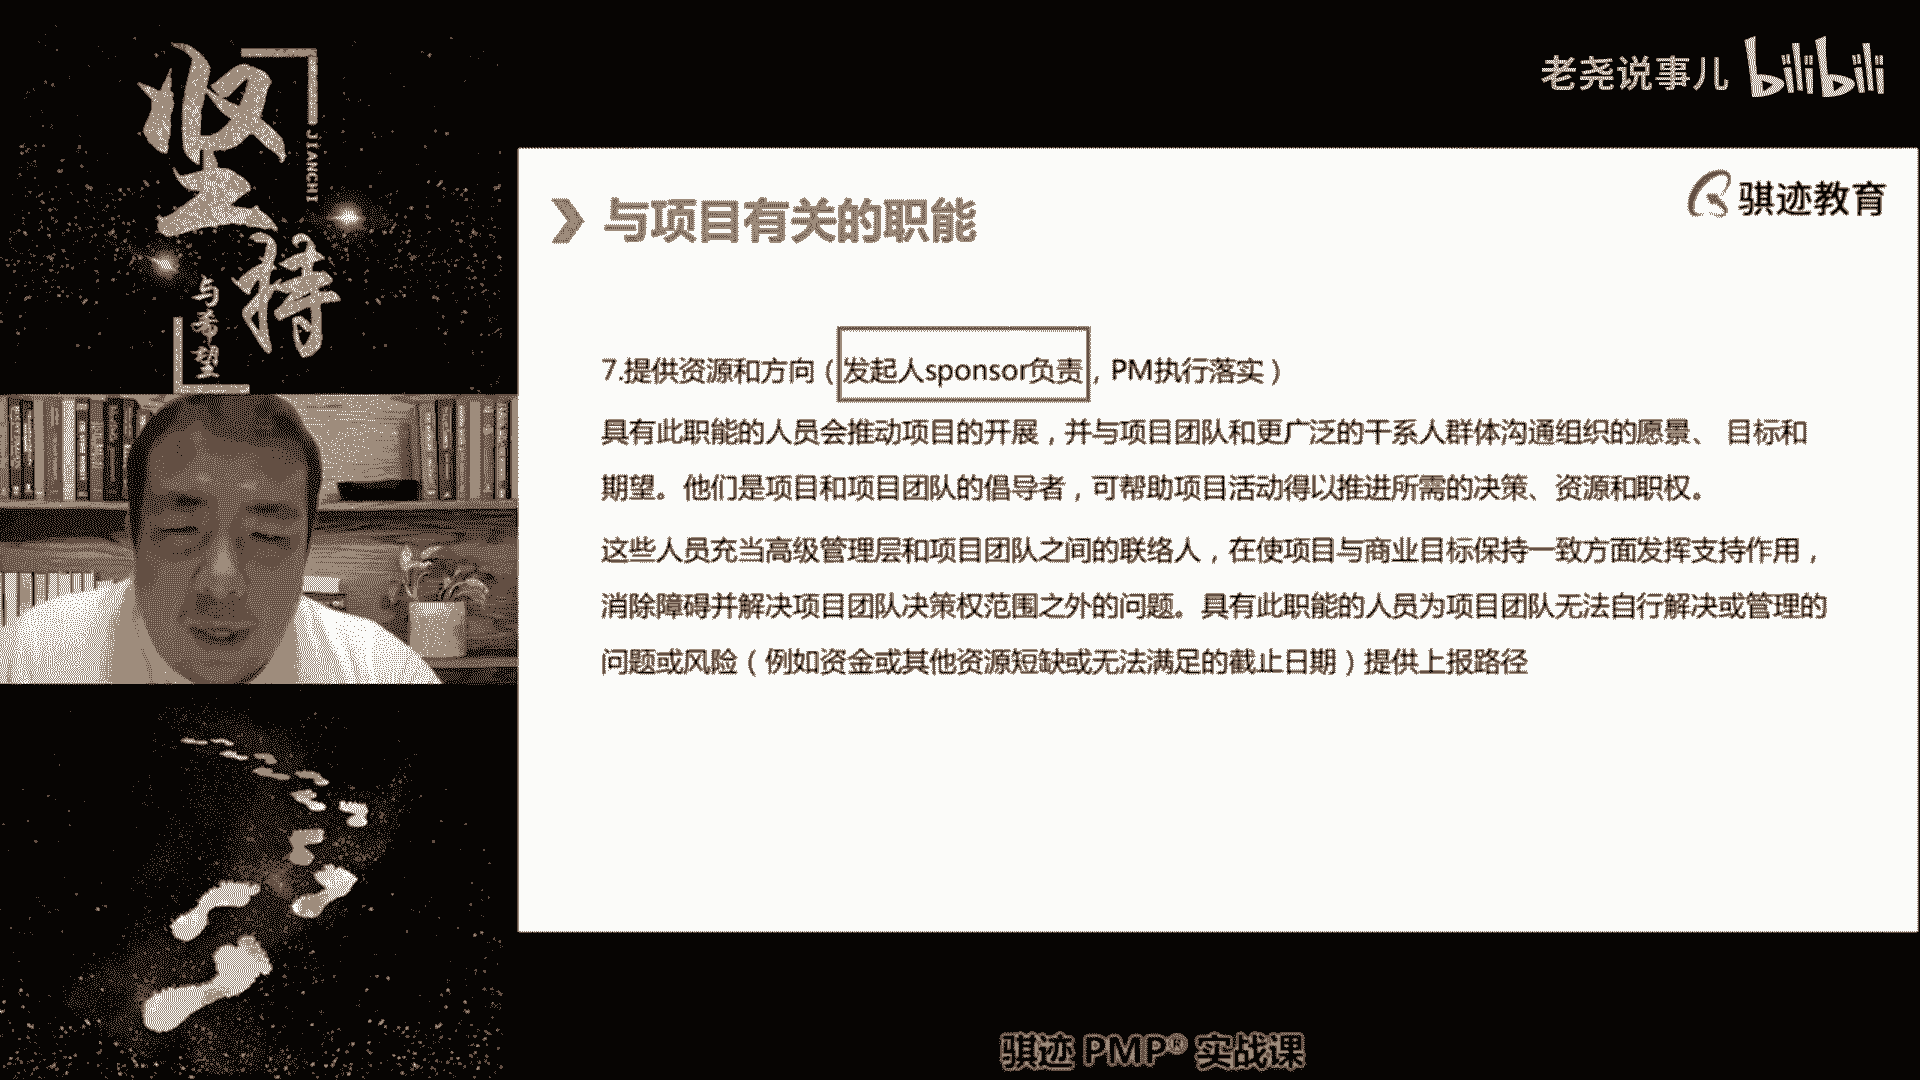 坚持
JIANCHI
与希望
老尧说事儿 bilibili
骐迹教育
与项目有关的职能
7.提供资源和方向（发起人sponsor负责，PM执行落实）
具有此职能的人员会推动项目的开展，并与项目团队和更广泛的干系人群体沟通组织的愿景、 目标和
期望。他们是项目和项目团队的倡导者，可帮助项目活动得以推进所需的决策、资源和职权。
这些人员充当高级管理层和项目团队之间的联络人，在使项目与商业目标保持一致方面发挥支持作用，
消除障碍并解决项目团队决策权范围之外的问题。具有此职能的人员为项目团队无法自行解决或管理的
问题或风险（例如资金或其他资源短缺或无法满足的截止日期）提供上报路径
骐迹 PMP® 实战课